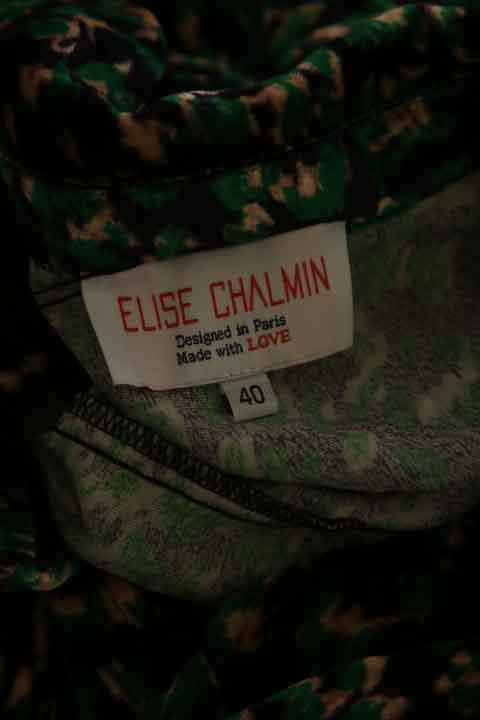 ELISE CHALMIN
Designed in Paris
Made with LOVE
40